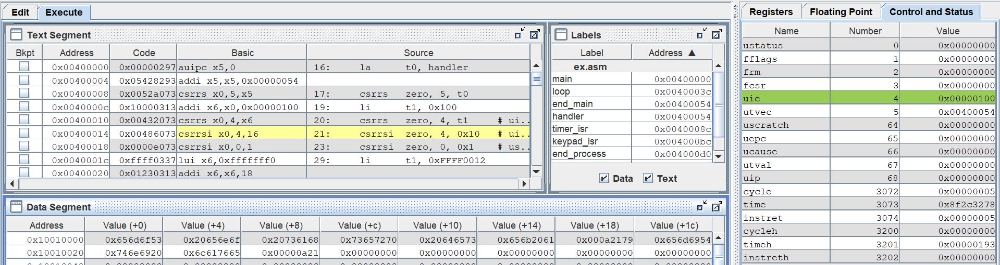 Edit Execute
Text Segment
Bkpt Address Code Basic Source
0x00400000 0x00000297 auipc x5,0 16: la t0, handler
0x00400004 0x05428293 addi x5,x5,0x00000054
0x00400008 0x0052a073 csrrs x0,5,x5 17: csrrs zero, 5, t0
0x0040000c 0x10000313 addi x6,x0,0x00000100 19: li t1, 0x100
0x00400010 0x00432073 csrrs x0,4,x6 20: csrrs zero, 4, t1 # ui..
0x00400014 0x00486073 csrrsi x0,4,16 21: csrrsi zero, 4, 0x10 # ui..
0x00400018 0x0000e073 csrrsi x0,0,1 23: csrrsi zero, 0, 0x1 # us..
0x0040001c 0xffff0337 lui x6,0xfffffff0 29: li t1, 0xFFFF0012
0x00400020 0x01230313 addi x6,x6,18
Labels
Label Address ▲
ex.asm
main 0x00400000
loop 0x0040003c
end_main 0x00400054
handler 0x00400054
timer_isr 0x0040008c
keypad_isr 0x004000bc
end_process 0x004000d0
Data Text
Data Segment
Address Value (+0) Value (+4) Value (+8) Value (+c) Value (+10) Value (+14) Value (+18) Value (+1c)
0x10010000 0x656d6f53 0x20656e6f 0x20736168 0x73657270 0x20646573 0x656b2061 0x000a2179 0x656d6954
0x10010020 0x746e6920 0x6c617665 0x00000a21 0x00000000 0x00000000 0x00000000 0x00000000 0x00000000
Registers Floating Point Control and Status
Name Number Value
ustatus 0 0x00000000
fflags 1 0x00000000
frm 2 0x00000000
fcsr 3 0x00000000
uie 4 0x00000100
utvec 5 0x00400054
uscratch 64 0x00000000
uepc 65 0x00000000
ucause 66 0x00000000
utval 67 0x00000000
uip 68 0x00000000
cycle 3072 0x00000005
time 3073 0x8f2c3278
instret 3074 0x00000005
cycleh 3200 0x00000000
timeh 3201 0x00000193
instreth 3202 0x00000000